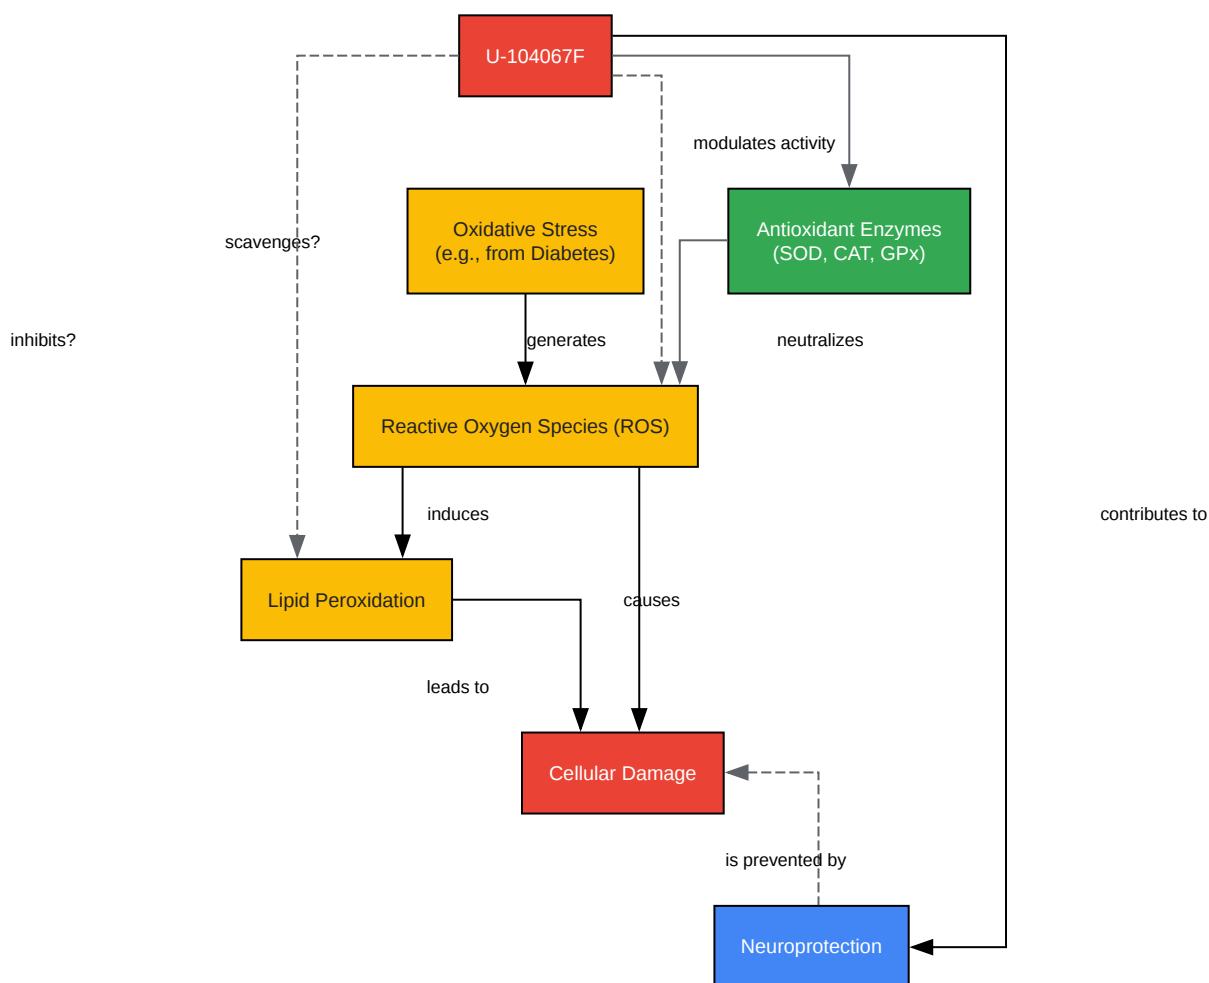 U-104067F
modulates activity
Oxidative Stress
(e.g., from Diabetes)
Antioxidant Enzymes
(SOD, CAT, GPx)
scavenges?
inhibits?
generates
neutralizes
Reactive Oxygen Species (ROS)
induces
contributes to
Lipid Peroxidation
causes
leads to
Cellular Damage
is prevented by
Neuroprotection